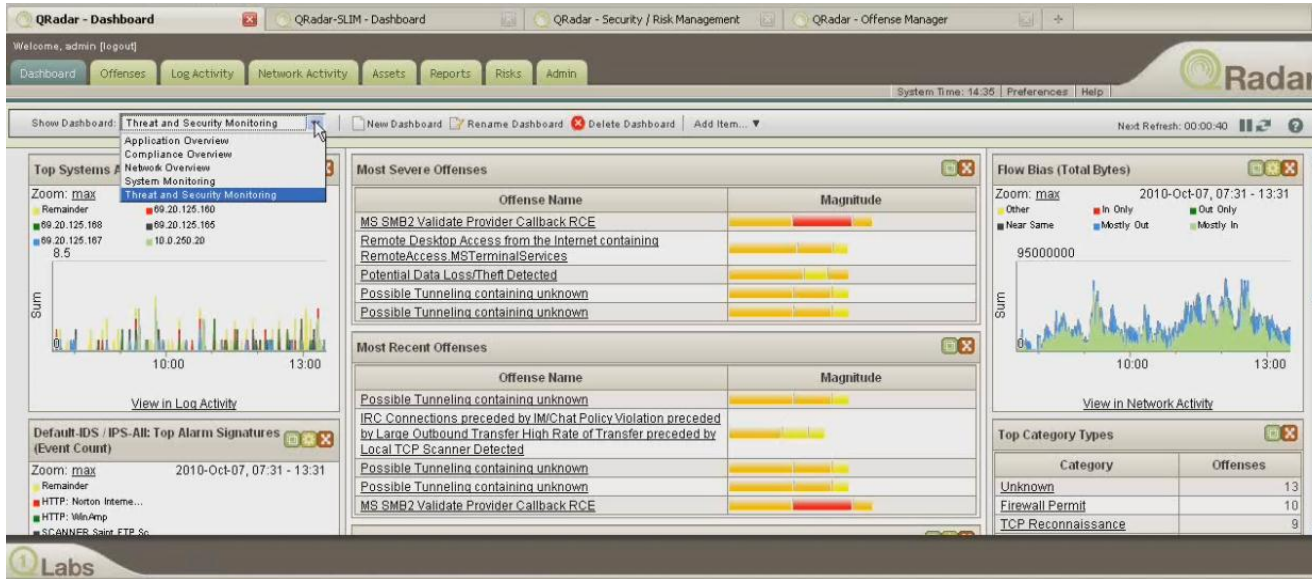 QRadar - Dashboard
QRadar-SLIM - Dashboard
QRadar - Security / Risk Management
QRadar - Offense Manager
Welcome, admin [logout]
Dashboard
Offenses
Log Activity
Network Activity
Assets
Reports
Risks
Admin
System Time: 14:35
Preferences
Help
QRadar
Show Dashboard: Threat and Security Monitoring
New Dashboard
Rename Dashboard
Delete Dashboard
Add Item... ▼
Next Refresh: 00:00:40
Application Overview
Compliance Overview
Network Overview
System Monitoring
Threat and Security Monitoring
Top Systems
Zoom: max
Remainder
69.20.125.160
69.20.125.168
69.20.125.165
69.20.125.167
10.0.250.20
8.5
Sum
0
10:00
13:00
View in Log Activity
Default-IDS / IPS-All: Top Alarm Signatures
(Event Count)
Zoom: max
2010-Oct-07, 07:31 - 13:31
Remainder
HTTP: Norton Interne...
HTTP: WinAmp
SCANNER Saint FTP Sc
Most Severe Offenses
Offense Name
Magnitude
MS SMB2 Validate Provider Callback RCE
Remote Desktop Access from the Internet containing
RemoteAccess.MSTerminalServices
Potential Data Loss/Theft Detected
Possible Tunneling containing unknown
Possible Tunneling containing unknown
Most Recent Offenses
Offense Name
Magnitude
Possible Tunneling containing unknown
IRC Connections preceded by IM/Chat Policy Violation preceded
by Large Outbound Transfer High Rate of Transfer preceded by
Local TCP Scanner Detected
Possible Tunneling containing unknown
Possible Tunneling containing unknown
MS SMB2 Validate Provider Callback RCE
Flow Bias (Total Bytes)
Zoom: max
2010-Oct-07, 07:31 - 13:31
Other
In Only
Out Only
Near Same
Mostly Out
Mostly In
95000000
Sum
0
10:00
13:00
View in Network Activity
Top Category Types
Category
Offenses
Unknown
13
Firewall Permit
10
TCP Reconnaissance
9
1 Labs